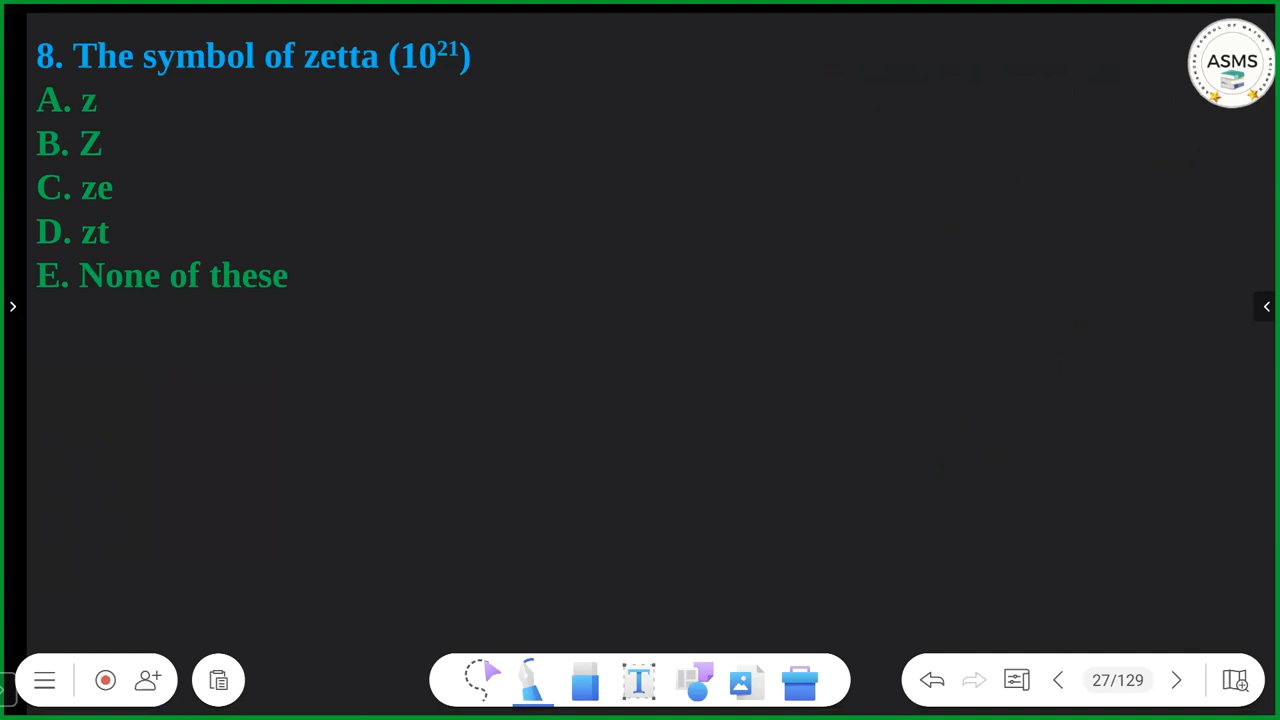 8. The symbol of zetta (10²¹)
A. z
B. Z
C. ze
D. zt
E. None of these
ASMS
T
27/129